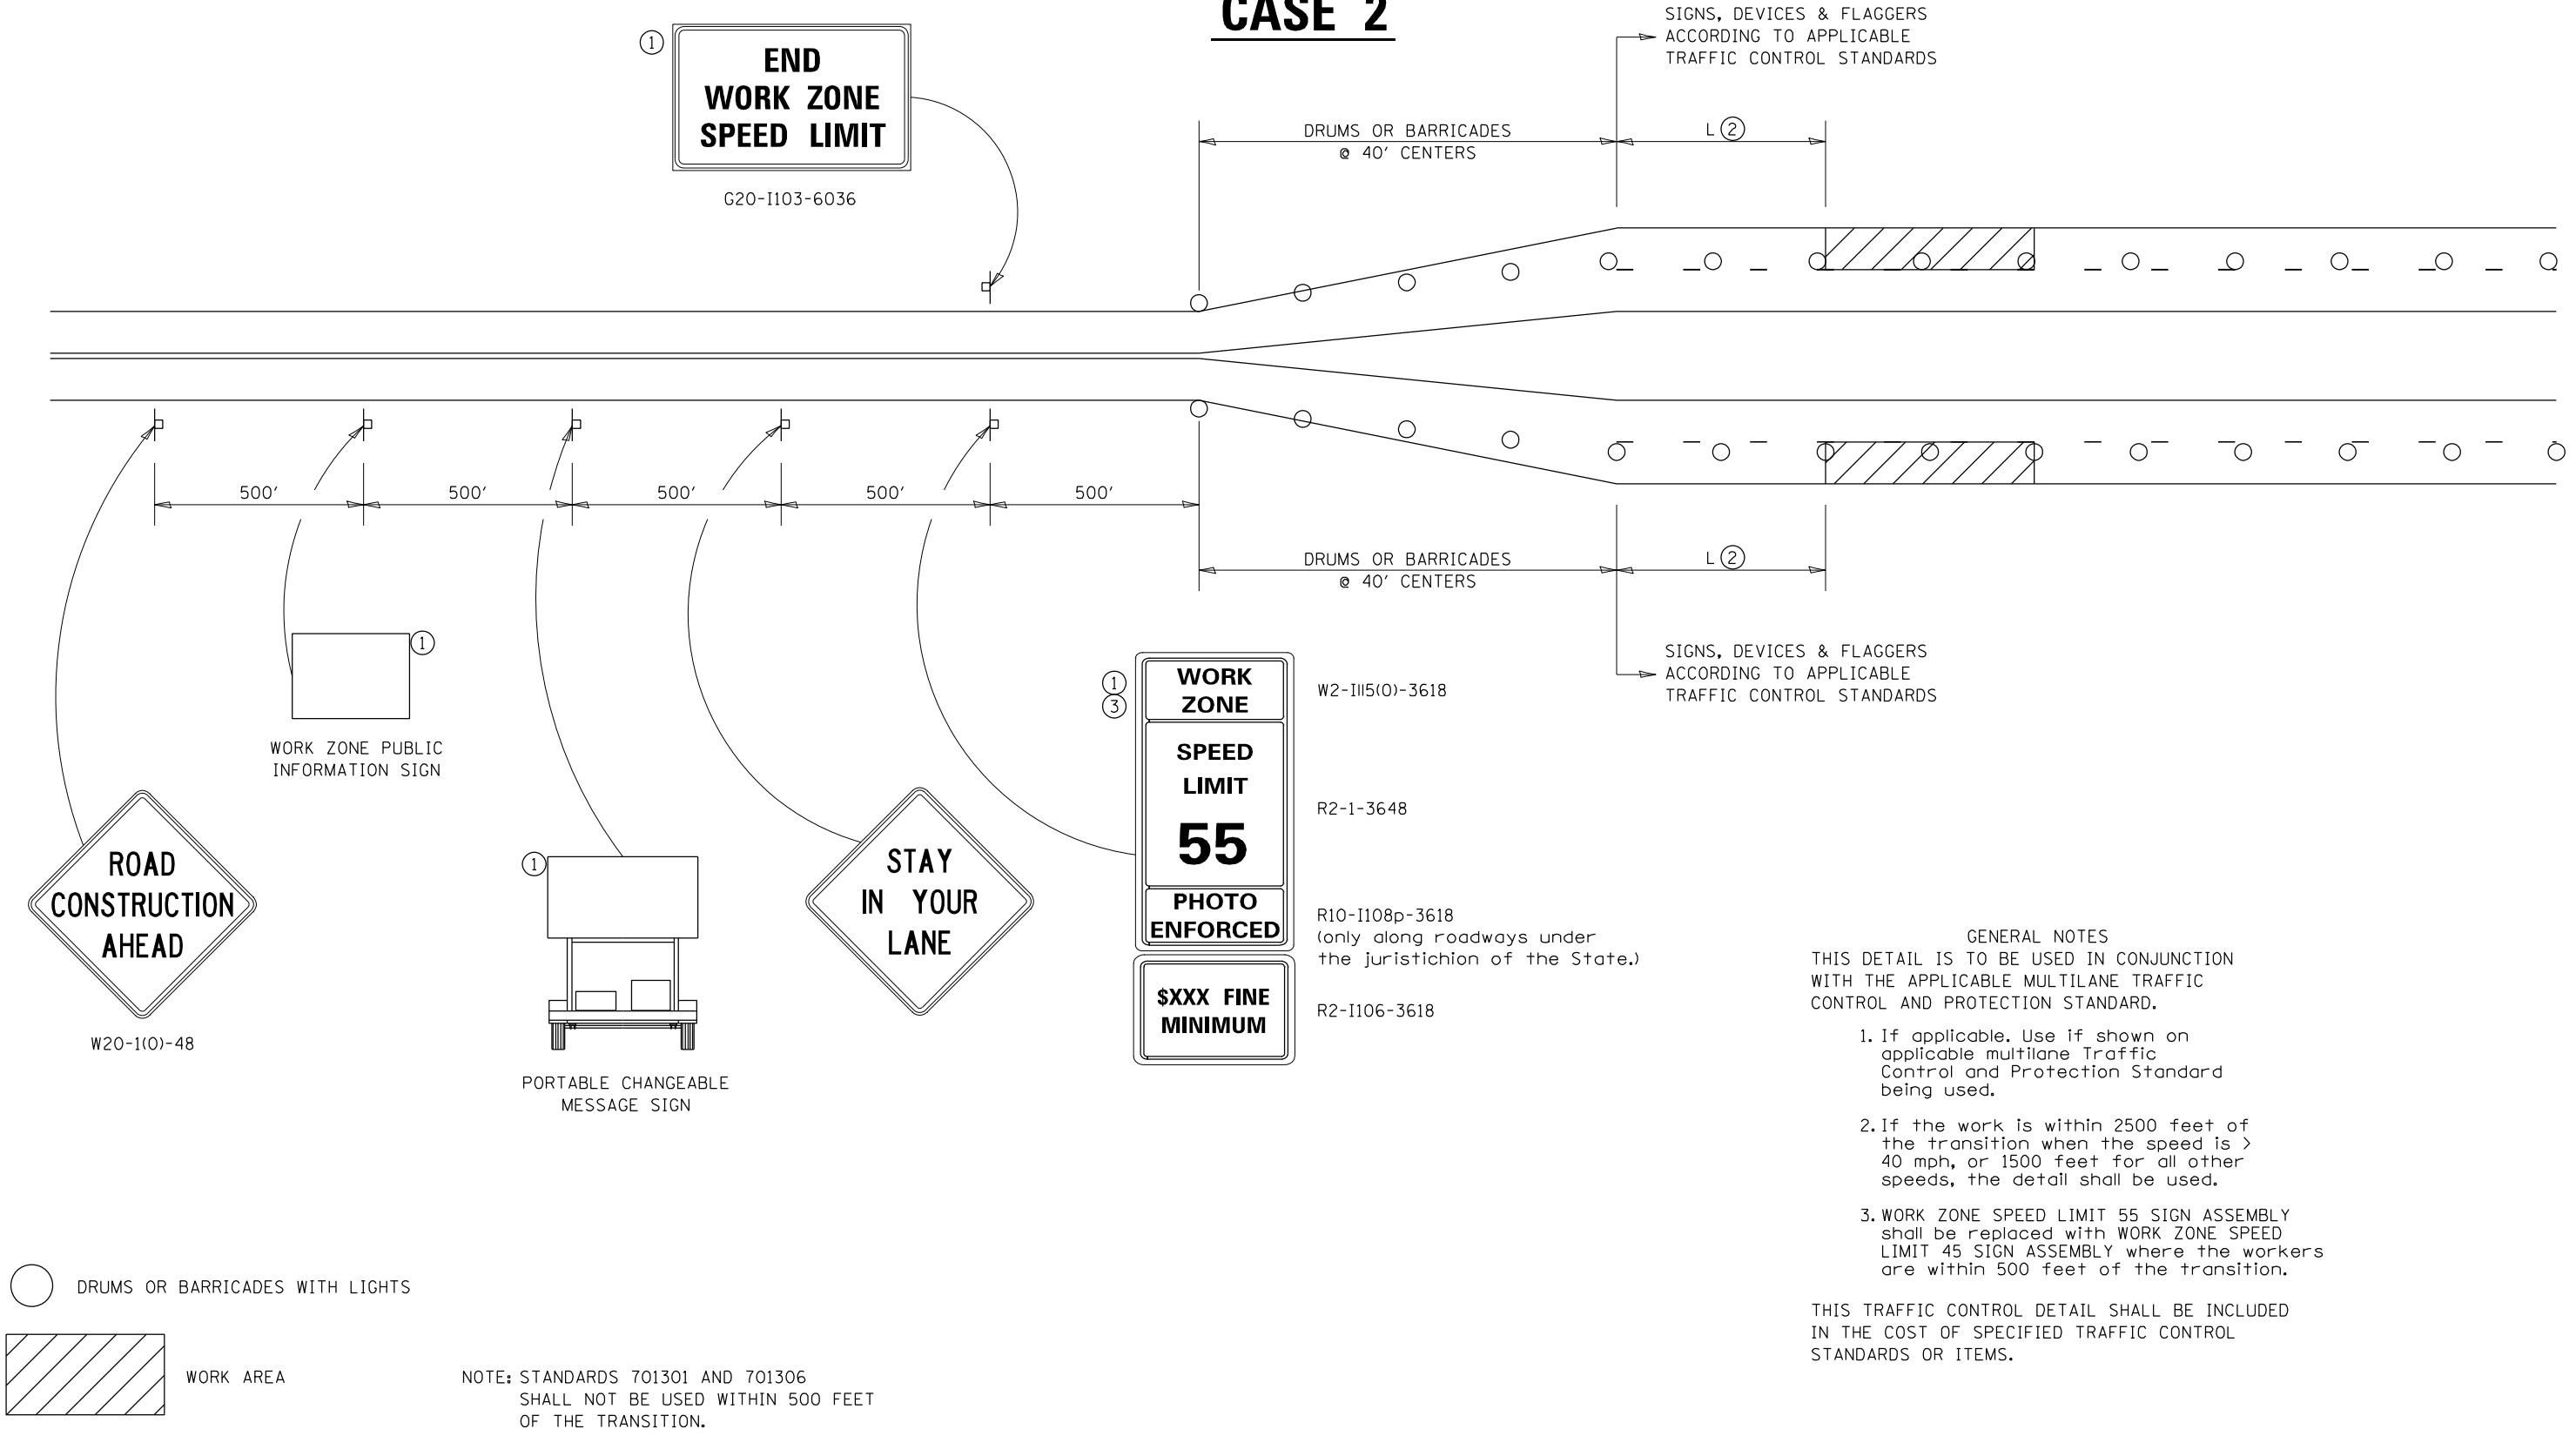 CASE 2
SIGNS, DEVICES & FLAGGERS
ACCORDING TO APPLICABLE
TRAFFIC CONTROL STANDARDS
1
END
WORK ZONE
SPEED LIMIT
G20-I103-6036
DRUMS OR BARRICADES
@ 40' CENTERS
L 2
500'
500'
500'
500'
500'
DRUMS OR BARRICADES
@ 40' CENTERS
L 2
SIGNS, DEVICES & FLAGGERS
ACCORDING TO APPLICABLE
TRAFFIC CONTROL STANDARDS
1
WORK ZONE PUBLIC
INFORMATION SIGN
ROAD
CONSTRUCTION
AHEAD
W20-1(O)-48
1
PORTABLE CHANGEABLE
MESSAGE SIGN
STAY
IN YOUR
LANE
1
3
WORK
ZONE
W2-I115(O)-3618
SPEED
LIMIT
55
R2-1-3648
PHOTO
ENFORCED
R10-I108p-3618
(only along roadways under
the juristichion of the State.)
$XXX FINE
MINIMUM
R2-I106-3618
GENERAL NOTES
THIS DETAIL IS TO BE USED IN CONJUNCTION
WITH THE APPLICABLE MULTILANE TRAFFIC
CONTROL AND PROTECTION STANDARD.
1. If applicable. Use if shown on
applicable multilane Traffic
Control and Protection Standard
being used.
2. If the work is within 2500 feet of
the transition when the speed is >
40 mph, or 1500 feet for all other
speeds, the detail shall be used.
3. WORK ZONE SPEED LIMIT 55 SIGN ASSEMBLY
shall be replaced with WORK ZONE SPEED
LIMIT 45 SIGN ASSEMBLY where the workers
are within 500 feet of the transition.
THIS TRAFFIC CONTROL DETAIL SHALL BE INCLUDED
IN THE COST OF SPECIFIED TRAFFIC CONTROL
STANDARDS OR ITEMS.
DRUMS OR BARRICADES WITH LIGHTS
WORK AREA
NOTE: STANDARDS 701301 AND 701306
SHALL NOT BE USED WITHIN 500 FEET
OF THE TRANSITION.